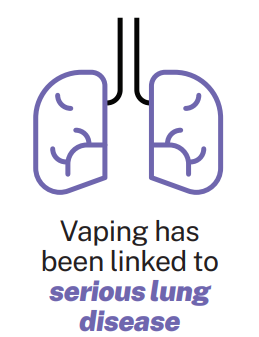 Vaping has
been linked to
serious lung
disease